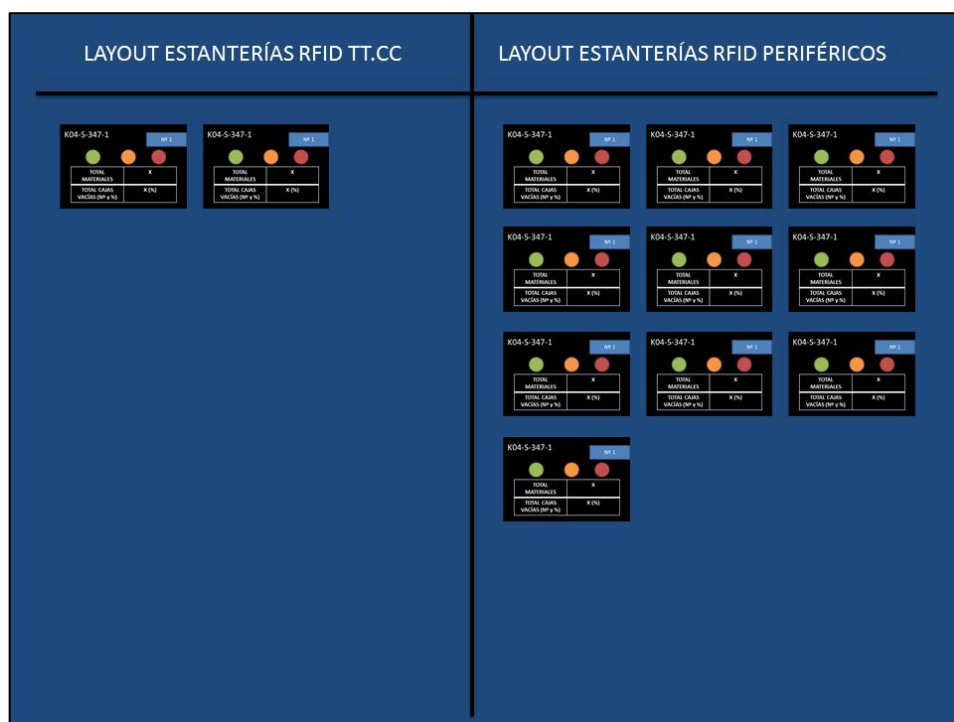 LAYOUT ESTANTERÍAS RFID TT.CC
K04-S-347-1
Nº 1
TOTAL MATERIALES X
TOTAL CAJAS VACÍAS (Nº y %) X (%)
K04-S-347-1
Nº 1
TOTAL MATERIALES X
TOTAL CAJAS VACÍAS (Nº y %) X (%)
LAYOUT ESTANTERÍAS RFID PERIFÉRICOS
K04-S-347-1
Nº 1
TOTAL MATERIALES X
TOTAL CAJAS VACÍAS (Nº y %) X (%)
K04-S-347-1
Nº 1
TOTAL MATERIALES X
TOTAL CAJAS VACÍAS (Nº y %) X (%)
K04-S-347-1
Nº 1
TOTAL MATERIALES X
TOTAL CAJAS VACÍAS (Nº y %) X (%)
K04-S-347-1
Nº 1
TOTAL MATERIALES X
TOTAL CAJAS VACÍAS (Nº y %) X (%)
K04-S-347-1
Nº 1
TOTAL MATERIALES X
TOTAL CAJAS VACÍAS (Nº y %) X (%)
K04-S-347-1
Nº 1
TOTAL MATERIALES X
TOTAL CAJAS VACÍAS (Nº y %) X (%)
K04-S-347-1
Nº 1
TOTAL MATERIALES X
TOTAL CAJAS VACÍAS (Nº y %) X (%)
K04-S-347-1
Nº 1
TOTAL MATERIALES X
TOTAL CAJAS VACÍAS (Nº y %) X (%)
K04-S-347-1
Nº 1
TOTAL MATERIALES X
TOTAL CAJAS VACÍAS (Nº y %) X (%)
K04-S-347-1
Nº 1
TOTAL MATERIALES X
TOTAL CAJAS VACÍAS (Nº y %) X (%)